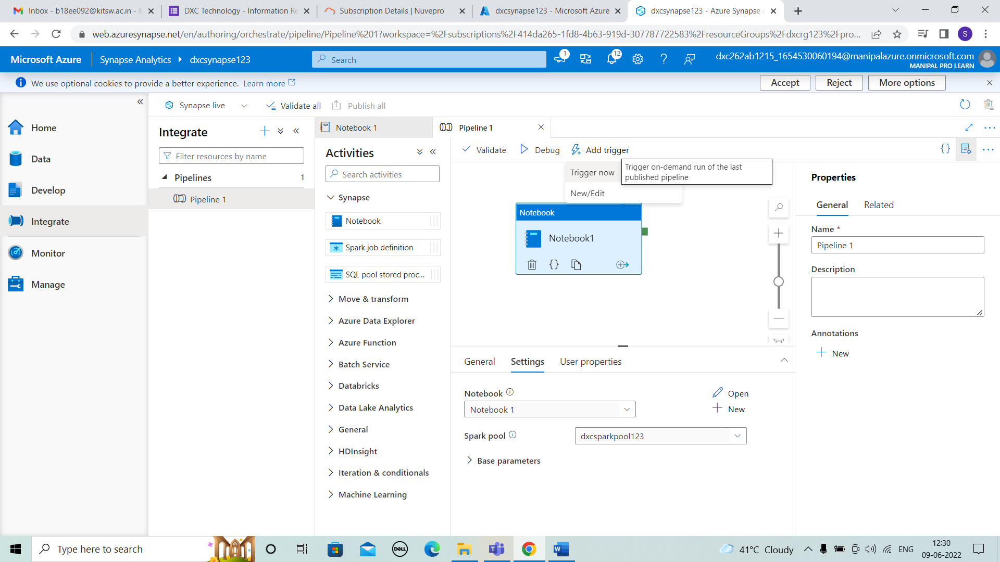 Inbox - b18ee092@kitsw.ac.in - K
DXC Technology - Information Re
Subscription Details | Nuvepro
dxcsynapse123 - Microsoft Azure
dxcsynapse123 - Azure Synapse A
web.azuresynapse.net/en/authoring/orchestrate/pipeline/Pipeline%201?workspace=%2Fsubscriptions%2F414da265-1fd8-4b63-919d-307787722583%2FresourceGroups%2Fdxcrg123%2Fpro...
S
Microsoft Azure
Synapse Analytics
dxcsynapse123
Search
1
12
dxc262ab1215_1654530060194@manipalazure.onmicrosoft.com
MANIPAL PRO LEARN
We use optional cookies to provide a better experience. Learn more
Accept
Reject
More options
Synapse live
Validate all
Publish all
Home
Data
Develop
Integrate
Monitor
Manage
Integrate
Filter resources by name
Pipelines
1
Pipeline 1
Notebook 1
Pipeline 1
Activities
Search activities
Synapse
Notebook
Spark job definition
SQL pool stored proc...
Move & transform
Azure Data Explorer
Azure Function
Batch Service
Databricks
Data Lake Analytics
General
HDInsight
Iteration & conditionals
Machine Learning
Validate
Debug
Add trigger
Trigger now
New/Edit
Trigger on-demand run of the last
published pipeline
Notebook
Notebook1
General
Settings
User properties
Notebook
Notebook 1
Open
New
Spark pool
dxcsparkpool123
Base parameters
Properties
General
Related
Name *
Pipeline 1
Description
Annotations
New
Type here to search
DELL
W
41°C Cloudy
ENG
12:30
09-06-2022